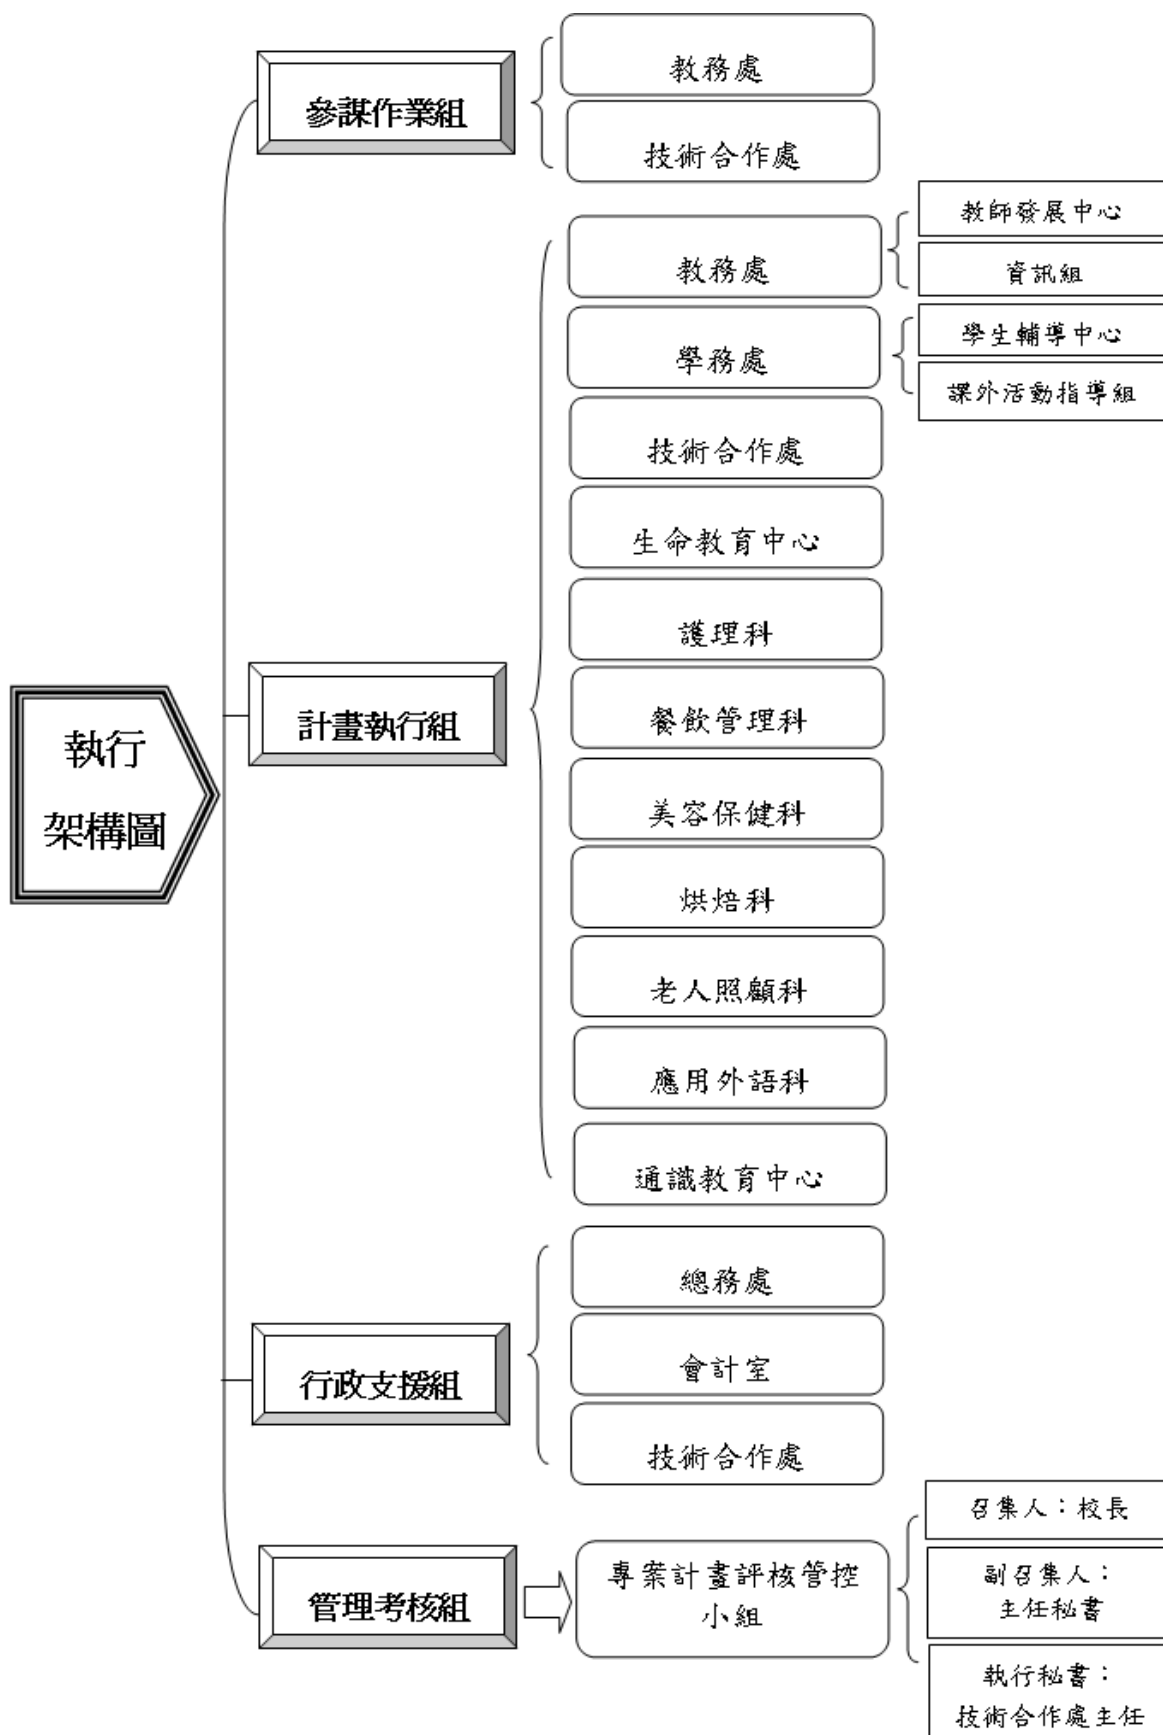 執行
架構圖
參謀作業組
教務處
技術合作處
計畫執行組
教務處
教師發展中心
資訊組
學務處
學生輔導中心
課外活動指導組
技術合作處
生命教育中心
護理科
餐飲管理科
美容保健科
烘焙科
老人照顧科
應用外語科
通識教育中心
行政支援組
總務處
會計室
技術合作處
管理考核組
專案計畫評核管控
小組
召集人：校長
副召集人：
主任秘書
執行秘書：
技術合作處主任